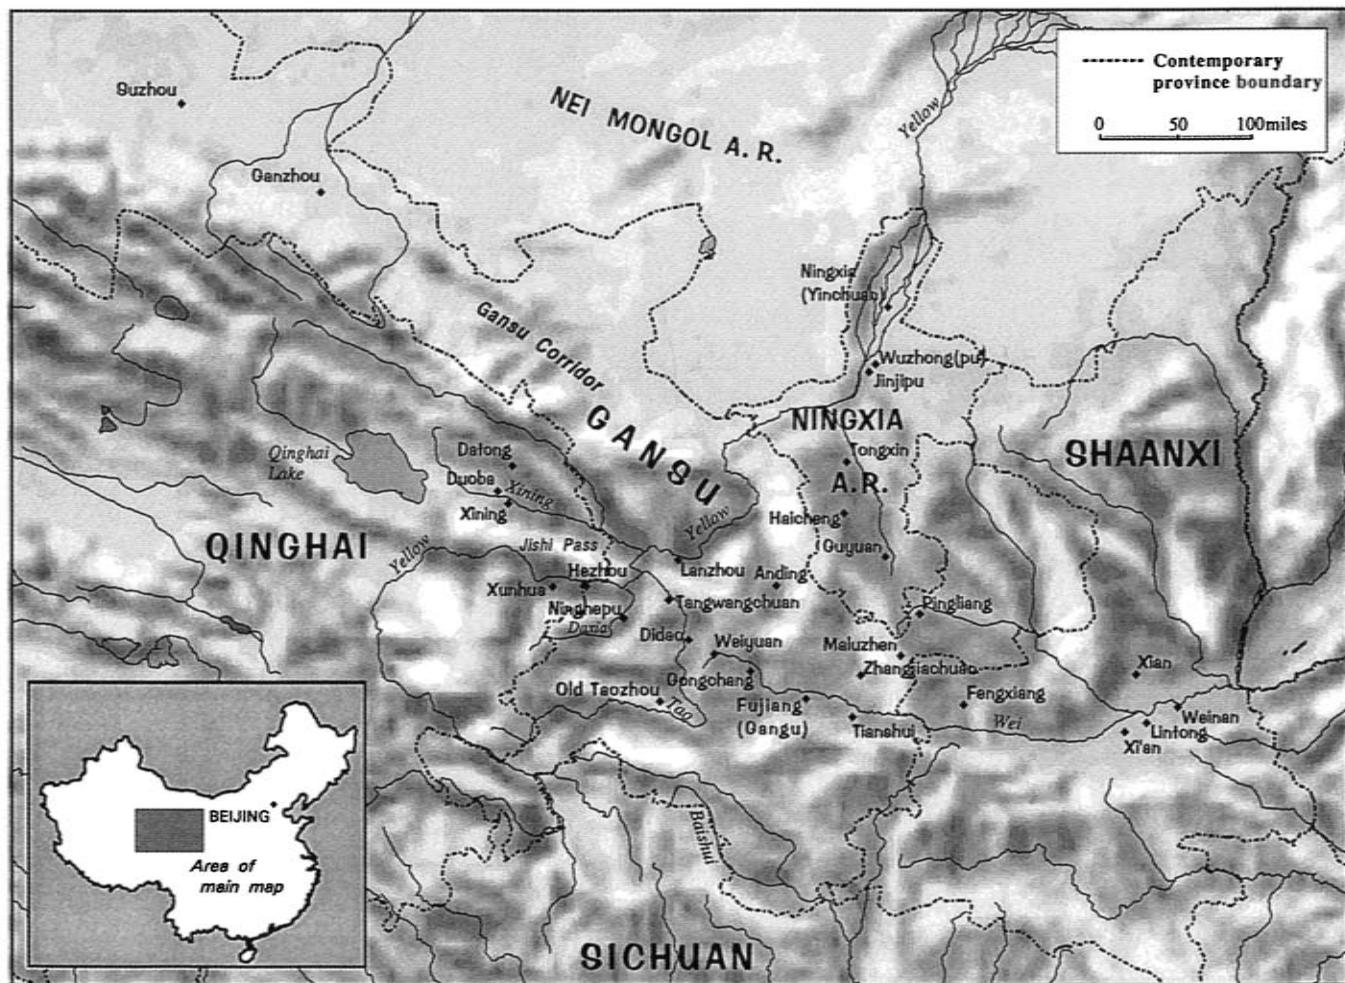 Contemporary
province boundary
0 50 100miles
Suzhou
Ganzhou
NEI MONGOL A.R.
Yellow
Ningxia
(Yinchuan)
Gansu Corridor
GANSU
Wuzhong(pu)
Jinjipu
NINGXIA
A.R.
Tongxin
SHAANXI
Qinghai
Lake
Datong
Duoba
Xining
Xining
Haicheng
Guyuan
Yellow
QINGHAI
Yellow
Jishi Pass
Hezhou
Lanzhou
Anding
Xunhua
Ninghepu
Tangwangchuan
Pingliang
Daxia
Didao
Weiyuan
Maiuzhen
Zhangjiachuan
Xian
Gongchang
Old Taozhou
Tao
Fujiang
(Gangu)
Fengxiang
Wei
Tianshui
Weinan
Lintong
Xi'an
Baishui
SICHUAN
BEIJING
Area of
main map